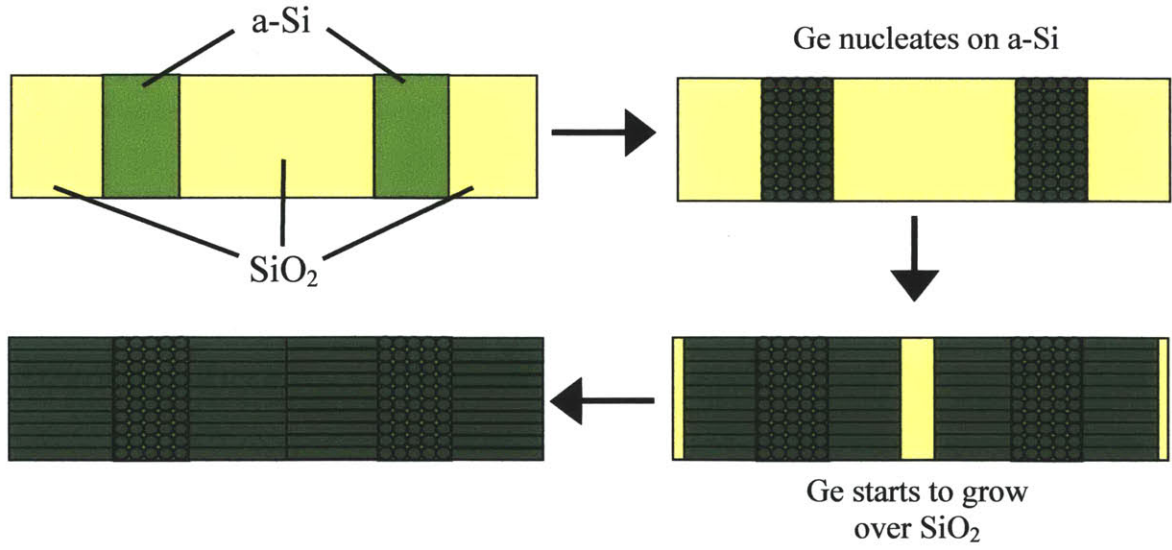 a-Si
Ge nucleates on a-Si
SiO₂
Ge starts to grow
over SiO₂